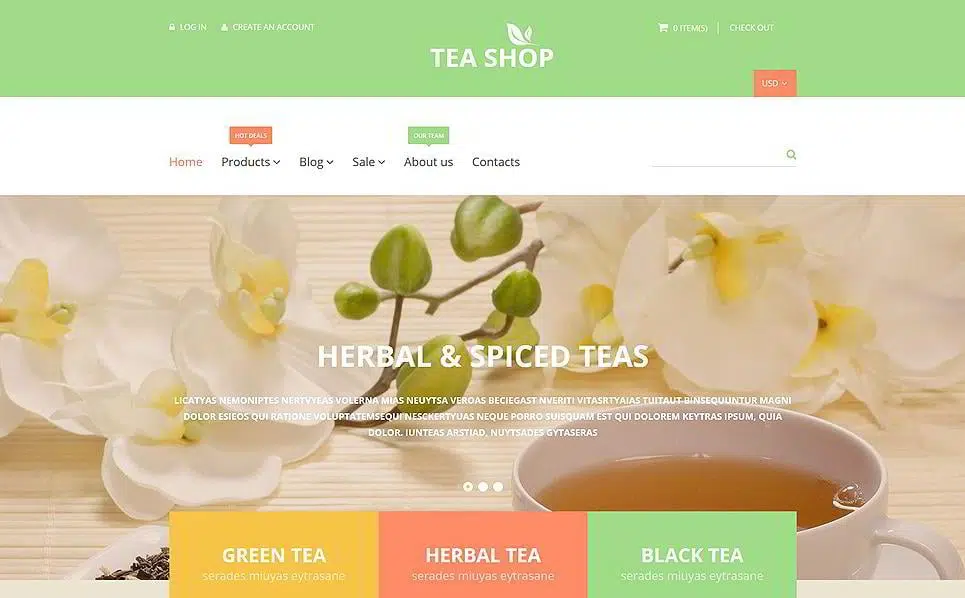 LOG IN CREATE AN ACCOUNT
TEA SHOP
0 ITEM(S) CHECK OUT
USD
HOT DEALS
OUR TEAM
Home Products Blog Sale About us Contacts
HERBAL & SPICED TEAS
LICATYAS NEMONIPTES NERTVYEAS VOLERNA MIAS NEUYTSA VEROAS BECIEGAST NVERITI VITASRTYAIAS TUITAUT BINSEQUUNTUR MAGNI
DOLOR ESIEOS QUI RATIONE VOLUPTATEMSEQUI NESCKERTYUAS NEQUE PORRO SUISQUAM EST QUI DOLOREM KEYTRAS IPSUM, QUIA
DOLOR. IUNTEAS ARSTIAD, NUYTSADES GYTASERAS
GREEN TEA
serades miuyas eytrasane
HERBAL TEA
serades miuyas eytrasane
BLACK TEA
serades miuyas eytrasane